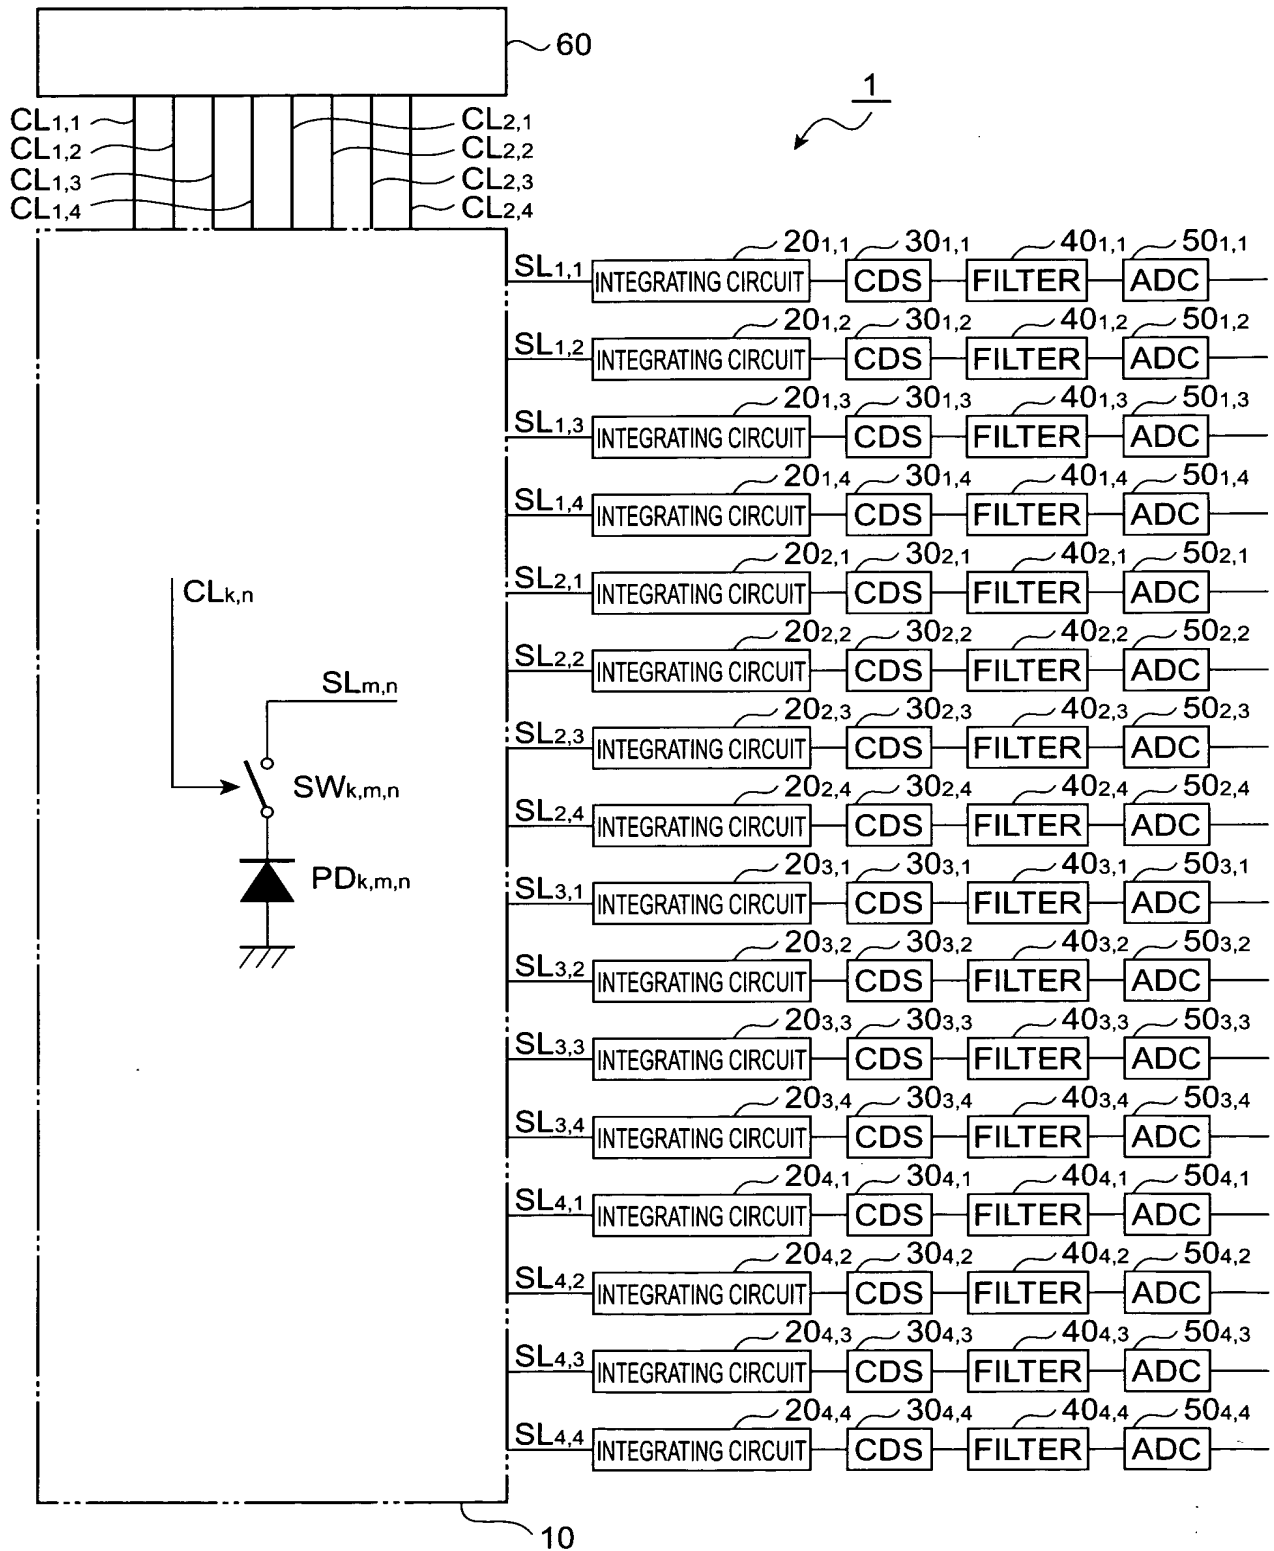 60
1
CL1,1
CL2,1
CL1,2
CL2,2
CL1,3
CL2,3
CL1,4
CL2,4
SL1,1 201,1 INTEGRATING CIRCUIT 301,1 CDS 401,1 FILTER 501,1 ADC
SL1,2 201,2 INTEGRATING CIRCUIT 301,2 CDS 401,2 FILTER 501,2 ADC
SL1,3 201,3 INTEGRATING CIRCUIT 301,3 CDS 401,3 FILTER 501,3 ADC
SL1,4 201,4 INTEGRATING CIRCUIT 301,4 CDS 401,4 FILTER 501,4 ADC
SL2,1 202,1 INTEGRATING CIRCUIT 302,1 CDS 402,1 FILTER 502,1 ADC
CLk,n
SL2,2 202,2 INTEGRATING CIRCUIT 302,2 CDS 402,2 FILTER 502,2 ADC
SLm,n
SL2,3 202,3 INTEGRATING CIRCUIT 302,3 CDS 402,3 FILTER 502,3 ADC
SWk,m,n
SL2,4 202,4 INTEGRATING CIRCUIT 302,4 CDS 402,4 FILTER 502,4 ADC
PDk,m,n
SL3,1 203,1 INTEGRATING CIRCUIT 303,1 CDS 403,1 FILTER 503,1 ADC
SL3,2 203,2 INTEGRATING CIRCUIT 303,2 CDS 403,2 FILTER 503,2 ADC
SL3,3 203,3 INTEGRATING CIRCUIT 303,3 CDS 403,3 FILTER 503,3 ADC
SL3,4 203,4 INTEGRATING CIRCUIT 303,4 CDS 403,4 FILTER 503,4 ADC
SL4,1 204,1 INTEGRATING CIRCUIT 304,1 CDS 404,1 FILTER 504,1 ADC
SL4,2 204,2 INTEGRATING CIRCUIT 304,2 CDS 404,2 FILTER 504,2 ADC
SL4,3 204,3 INTEGRATING CIRCUIT 304,3 CDS 404,3 FILTER 504,3 ADC
SL4,4 204,4 INTEGRATING CIRCUIT 304,4 CDS 404,4 FILTER 504,4 ADC
10